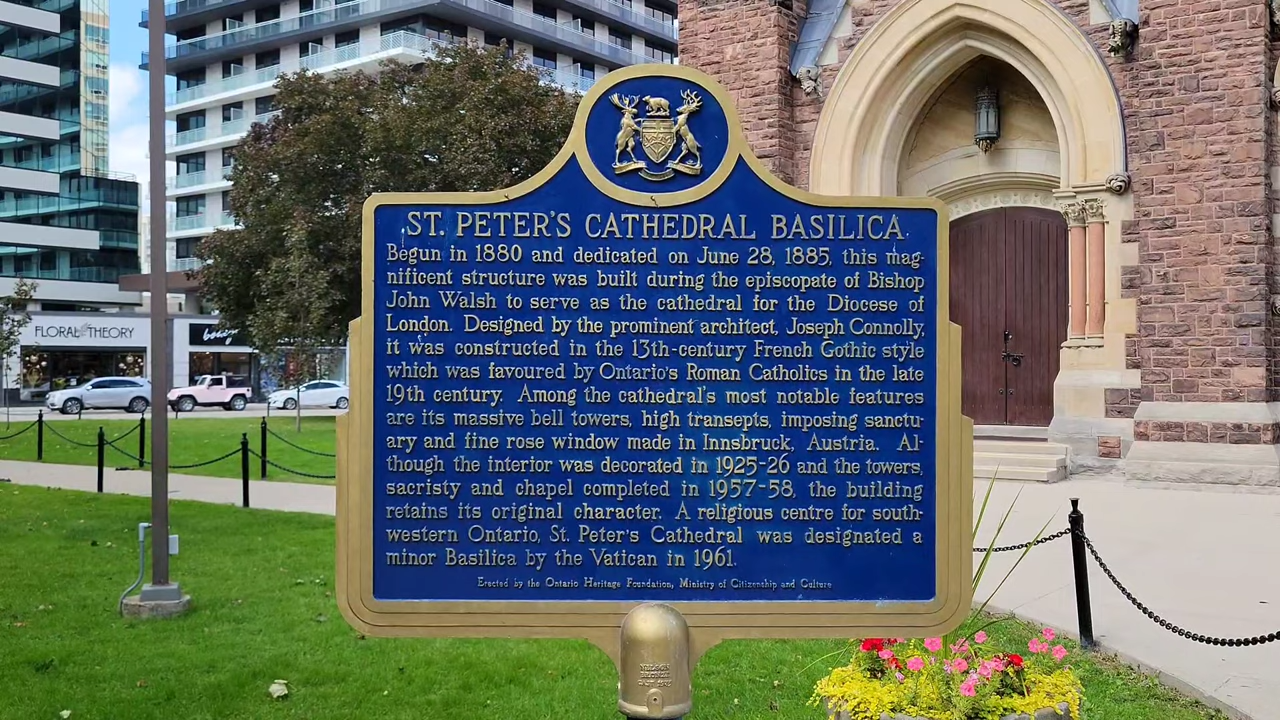 ST. PETER'S CATHEDRAL BASILICA
Begun in 1880 and dedicated on June 28, 1885, this mag-
nificent structure was built during the episcopate of Bishop
John Walsh to serve as the cathedral for the Diocese of
London. Designed by the prominent architect, Joseph Connolly,
it was constructed in the 13th-century French Gothic style
which was favoured by Ontario's Roman Catholics in the late
19th century. Among the cathedral's most notable features
are its massive bell towers, high transepts, imposing sanctu-
ary and fine rose window made in Innsbruck, Austria. Al-
though the interior was decorated in 1925-26 and the towers,
sacristy and chapel completed in 1957-58, the building
retains its original character. A religious centre for south-
western Ontario, St. Peter's Cathedral was designated a
minor Basilica by the Vatican in 1961.
Erected by the Ontario Heritage Foundation, Ministry of Citizenship and Culture
FLORAL THEORY